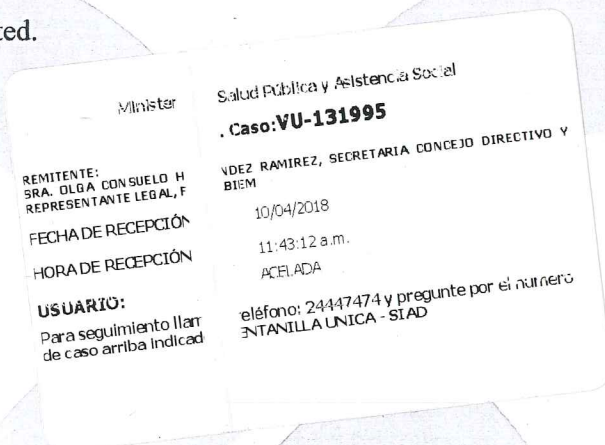 ted.
Minister Salud Pública y Asistencia Social
. Caso:VU-131995
REMITENTE:
SRA. OLGA CONSUELO H NDEZ RAMIREZ, SECRETARIA CONCEJO DIRECTIVO Y
REPRESENTANTE LEGAL, F BIEM
FECHA DE RECEPCIÓN 10/04/2018
HORA DE RECEPCIÓN 11:43:12 a.m.
USUARIO: ACELADA
Para seguimiento llam eléfono: 24447474 y pregunte por el numero
de caso arriba indicad ENTANILLA UNICA - SIAD